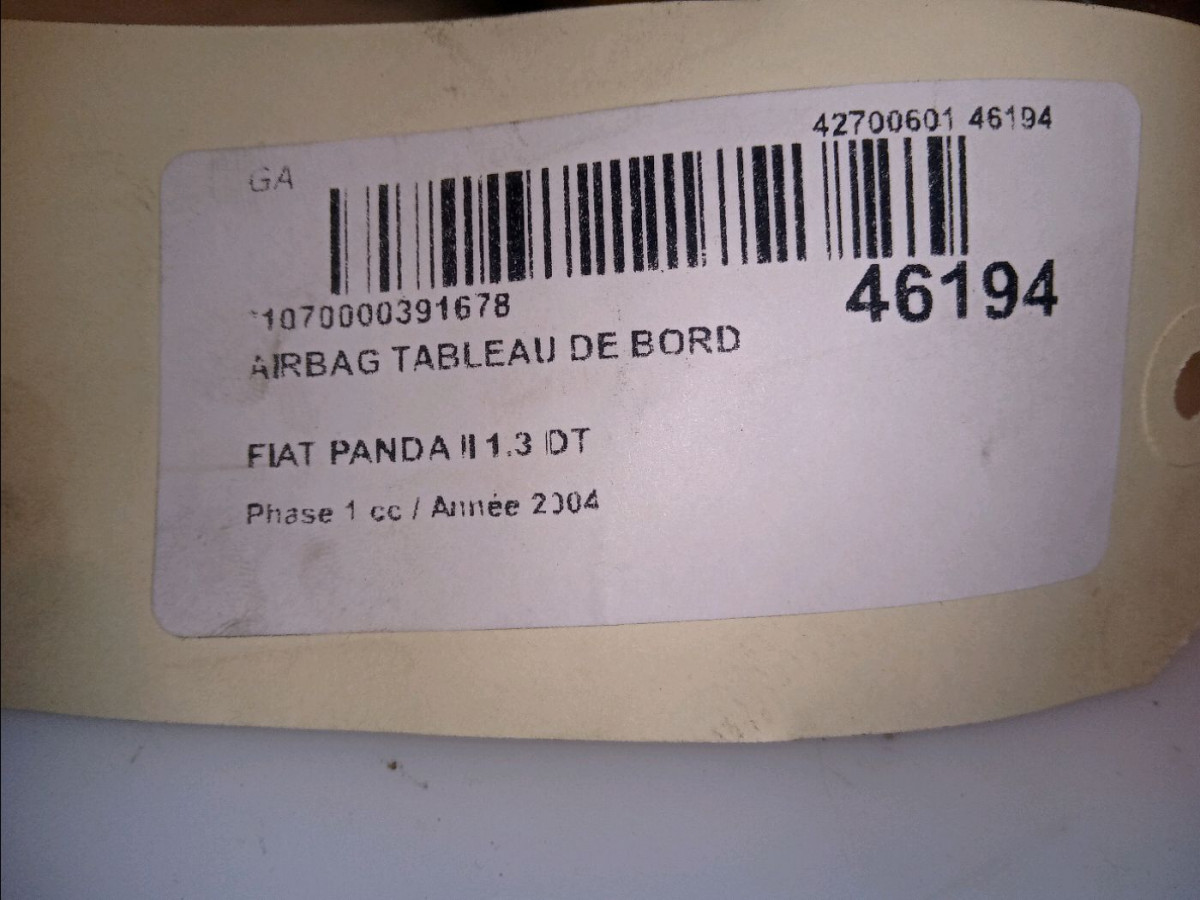 42700601 46194
GA
*1070000391678
46194
AIRBAG TABLEAU DE BORD
FIAT PANDA II 1.3 DT
Phase 1 cc / Année 2004